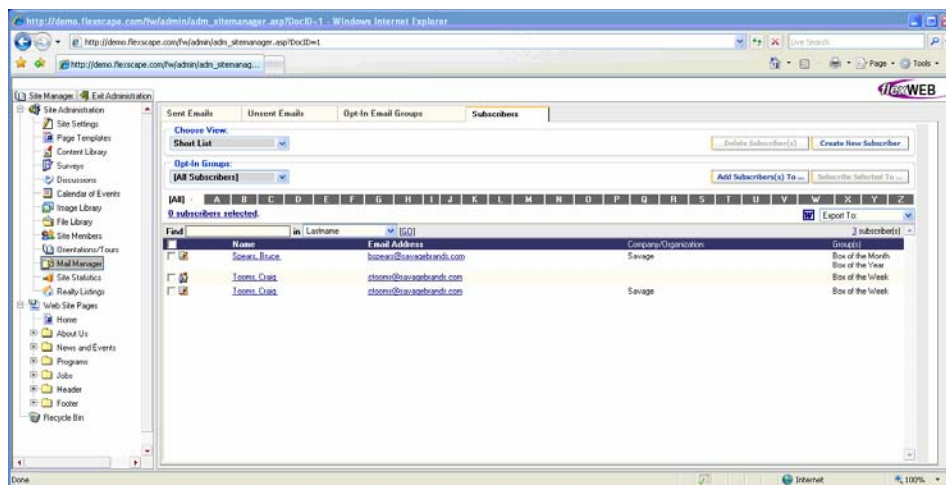 http://demo.flexscape.com/fw/admin/adm_sitemanager.asp?DocID=1 - Windows Internet Explorer
http://demo.flexscape.com/fw/admin/adm_sitemanager.asp?DocID=1
Live Search
http://demo.flexscape.com/fw/admin/adm_sitemanag...
Page
Tools
Site Manager
Exit Administration
flexWEB
Site Administration
Site Settings
Page Templates
Content Library
Surveys
Discussions
Calendar of Events
Image Library
File Library
Site Members
Orientations/Tours
Mail Manager
Site Statistics
Realty Listings
Web Site Pages
Home
About Us
News and Events
Programs
Jobs
Header
Footer
Recycle Bin
Sent Emails Unsent Emails Opt-In Email Groups Subscribers
Choose View:
Short List
Delete Subscriber(s) Create New Subscriber
Opt-In Groups:
[All Subscribers]
Add Subscribers(s) To ... Subscribe Selected To ...
[All] A B C D E F G H I J K L M N O P Q R S T U V W X Y Z
0 subscribers selected.
Export To:
Find in Lastname [GO] 3 subscriber(s)
Name Email Address Company/Organization Group(s)
Spears, Bruce bspears@savagebrands.com Savage Box of the Month
Box of the Year
Tooms, Craig ctooms@savagebrands.com Box of the Week
Tooms, Craig ctooms@savagebrands.com Savage Box of the Week
Done
Internet
100%